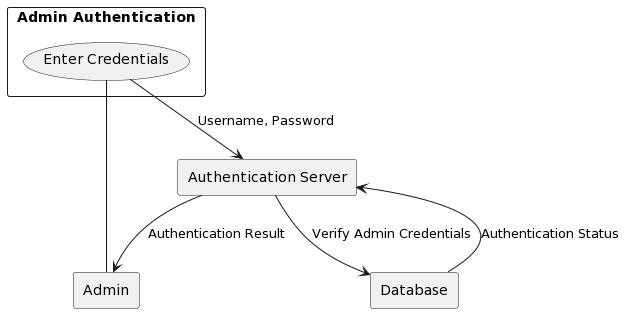 Admin Authentication
Enter Credentials
Username, Password
Authentication Server
Authentication Result
Verify Admin Credentials
Authentication Status
Admin
Database